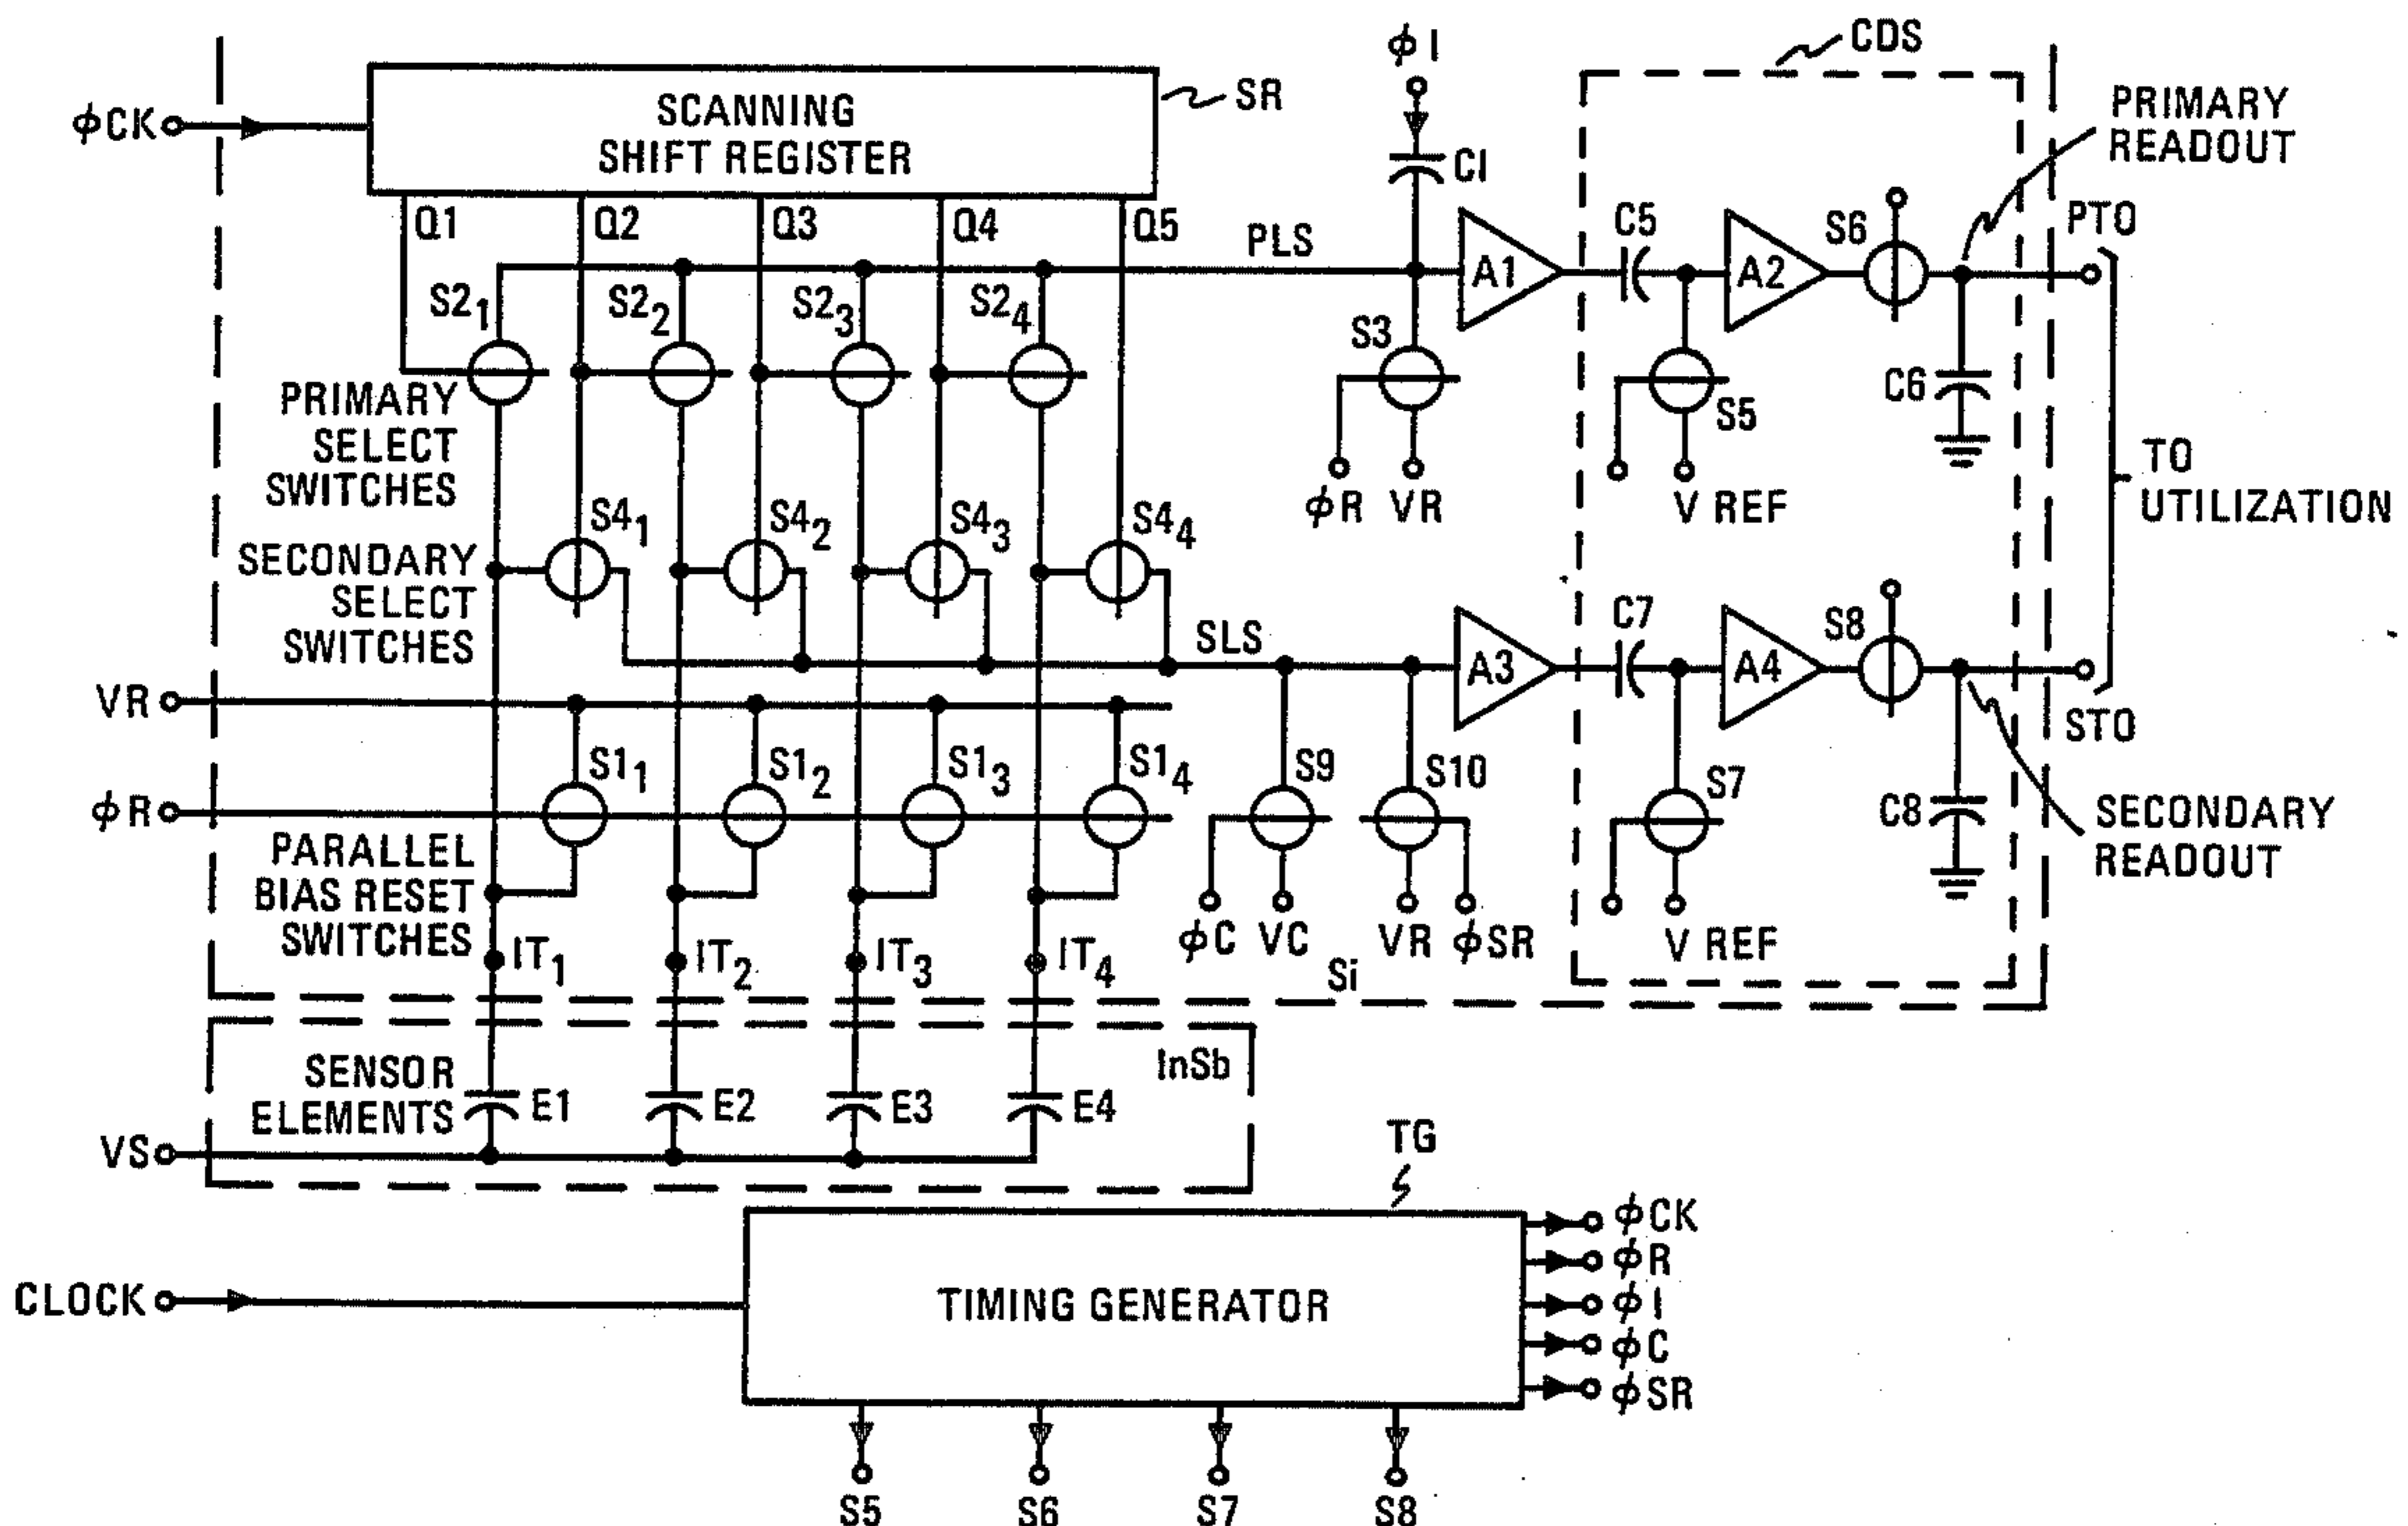 φI
CDS
SCANNING
SHIFT REGISTER
SR
φCK
PRIMARY
READOUT
CI
Q1
Q2
Q3
Q4
Q5
PLS
C5
S6
PTO
S2₁
S2₂
S2₃
S2₄
A1
A2
S3
PRIMARY
SELECT
SWITCHES
S5
C6
φR
VR
V REF
TO
UTILIZATION
S4₁
S4₂
S4₃
S4₄
SECONDARY
SELECT
SWITCHES
SLS
C7
S8
A3
A4
VR
STO
S1₁
S1₂
S1₃
S1₄
S9
S10
S7
φR
C8
SECONDARY
READOUT
PARALLEL
BIAS RESET
SWITCHES
φC
VC
VR
φSR
V REF
IT₁
IT₂
IT₃
IT₄
Si
InSb
SENSOR
ELEMENTS
E1
E2
E3
E4
VS
TG
CLOCK
TIMING GENERATOR
φCK
φR
φI
φC
φSR
S5
S6
S7
S8